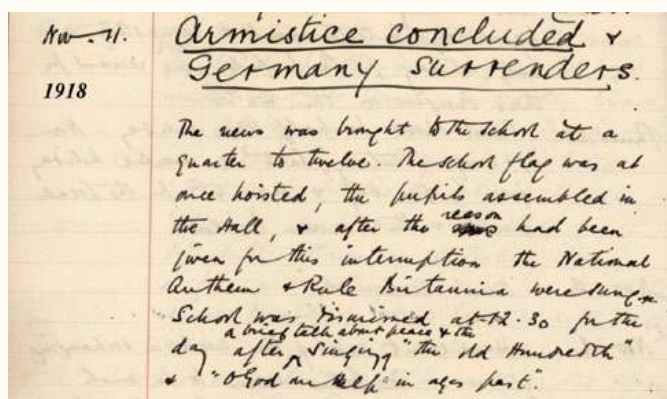 Nov. 11. Armistice concluded &
1918 Germany surrenders.
The news was brought to the school at a
quarter to twelve. The school flag was at
once hoisted, the pupils assembled in
the Hall, & after the reason had been
given for this interruption the National
Anthem & Rule Britannia were sung.
School was dismissed at 12.30 for the
a brief talk about peace & the
day after singing "the old Hundredth"
& "O God our help in ages past".